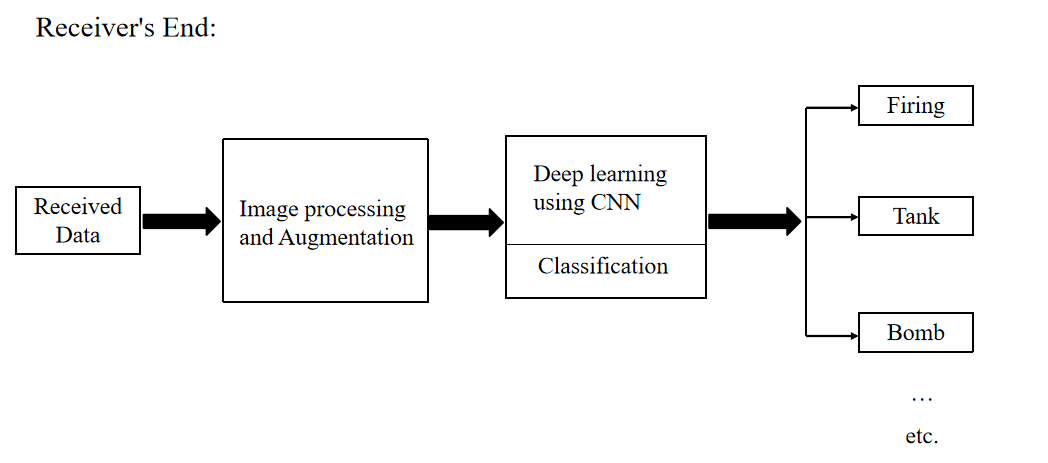 Receiver's End:
Received
Data
Image processing
and Augmentation
Deep learning
using CNN
Classification
Firing
Tank
Bomb
...
etc.